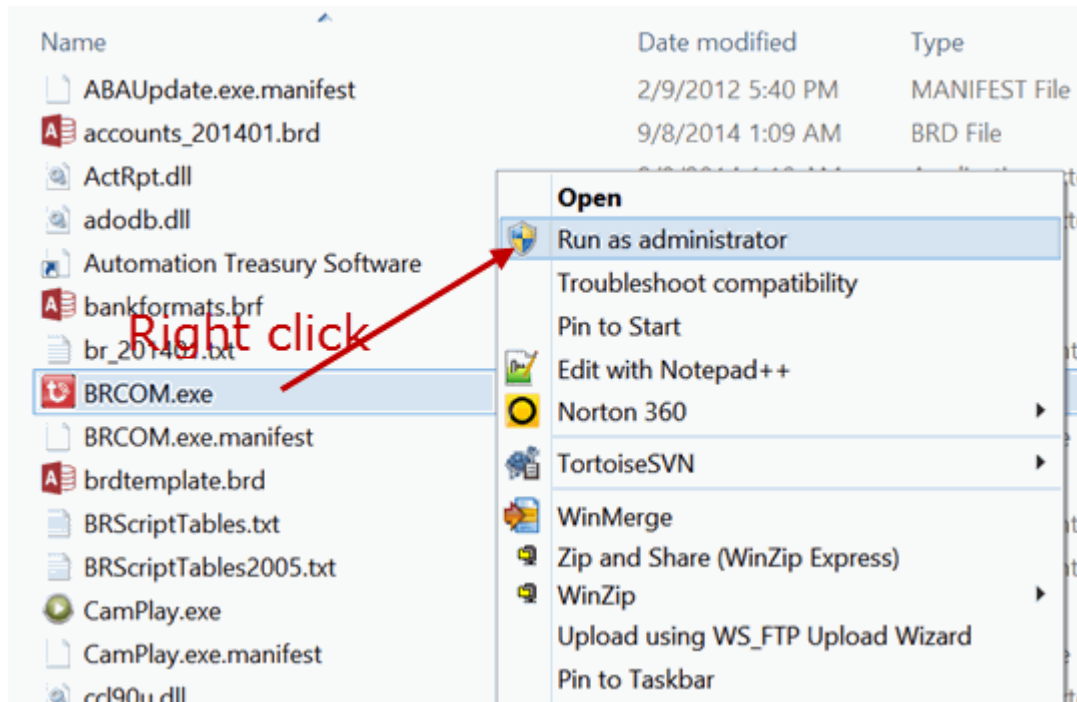 Name Date modified Type
ABAUpdate.exe.manifest 2/9/2012 5:40 PM MANIFEST File
accounts_201401.brd 9/8/2014 1:09 AM BRD File
ActRpt.dll
adodb.dll
Automation Treasury Software
bankformats.brf
Right click
br_201401.txt
BRCOM.exe
BRCOM.exe.manifest
brdtemplate.brd
BRScriptTables.txt
BRScriptTables2005.txt
CamPlay.exe
CamPlay.exe.manifest
ccl90u.dll
Open
Run as administrator
Troubleshoot compatibility
Pin to Start
Edit with Notepad++
Norton 360
TortoiseSVN
WinMerge
Zip and Share (WinZip Express)
WinZip
Upload using WS_FTP Upload Wizard
Pin to Taskbar